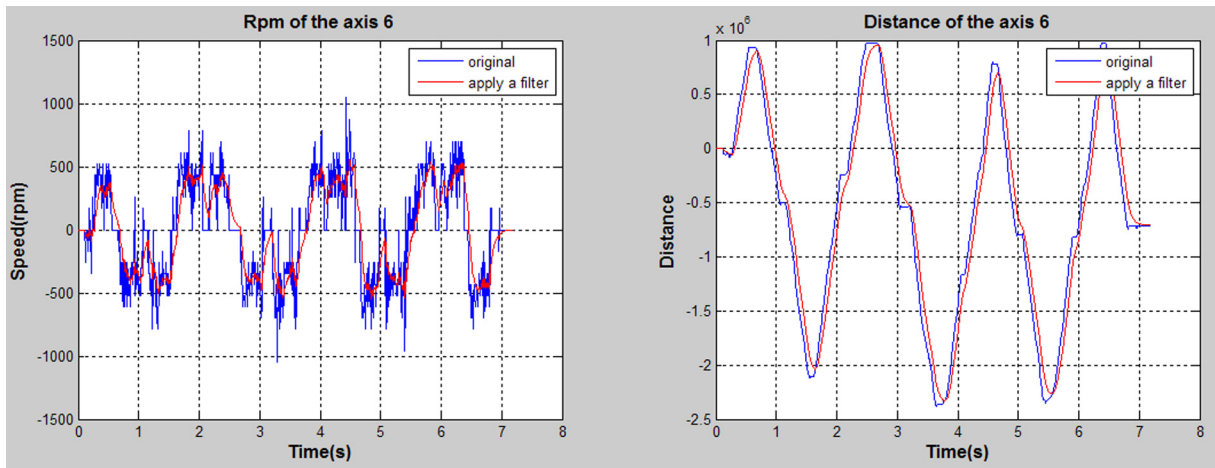 Rpm of the axis 6
1500
1000
500
0
-500
-1000
-1500
Speed(rpm)
original
apply a filter
0 1 2 3 4 5 6 7 8
Time(s)
Distance of the axis 6
x 10^6
1
0.5
0
-0.5
-1
-1.5
-2
-2.5
Distance
original
apply a filter
0 1 2 3 4 5 6 7 8
Time(s)